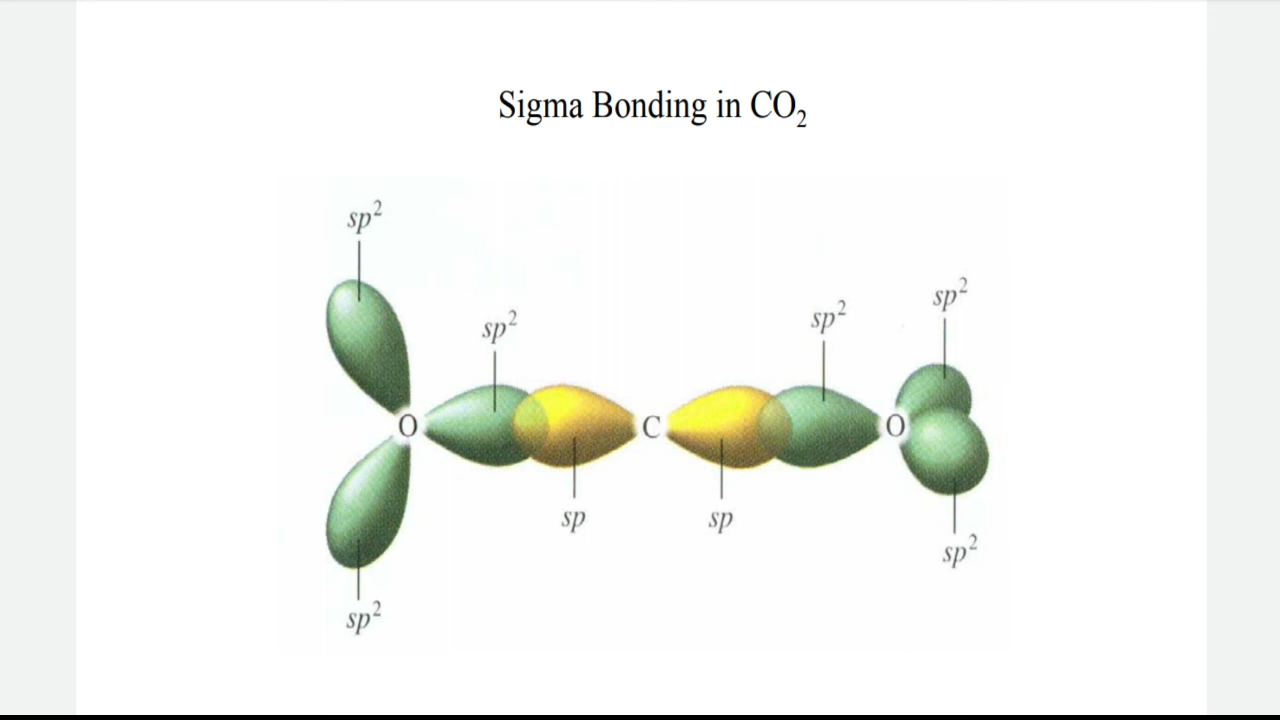 Sigma Bonding in CO₂
sp²
sp²
sp²
sp²
O
C
O
sp
sp
sp²
sp²